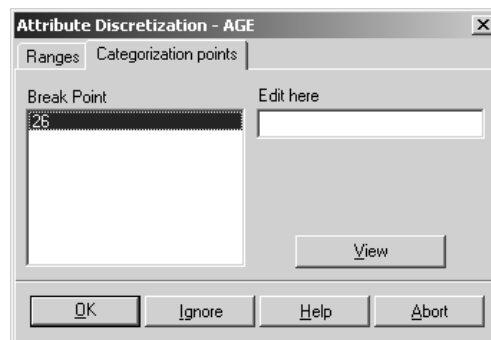 Attribute Discretization - AGE
Ranges Categorization points
Break Point Edit here
26
View
OK Ignore Help Abort